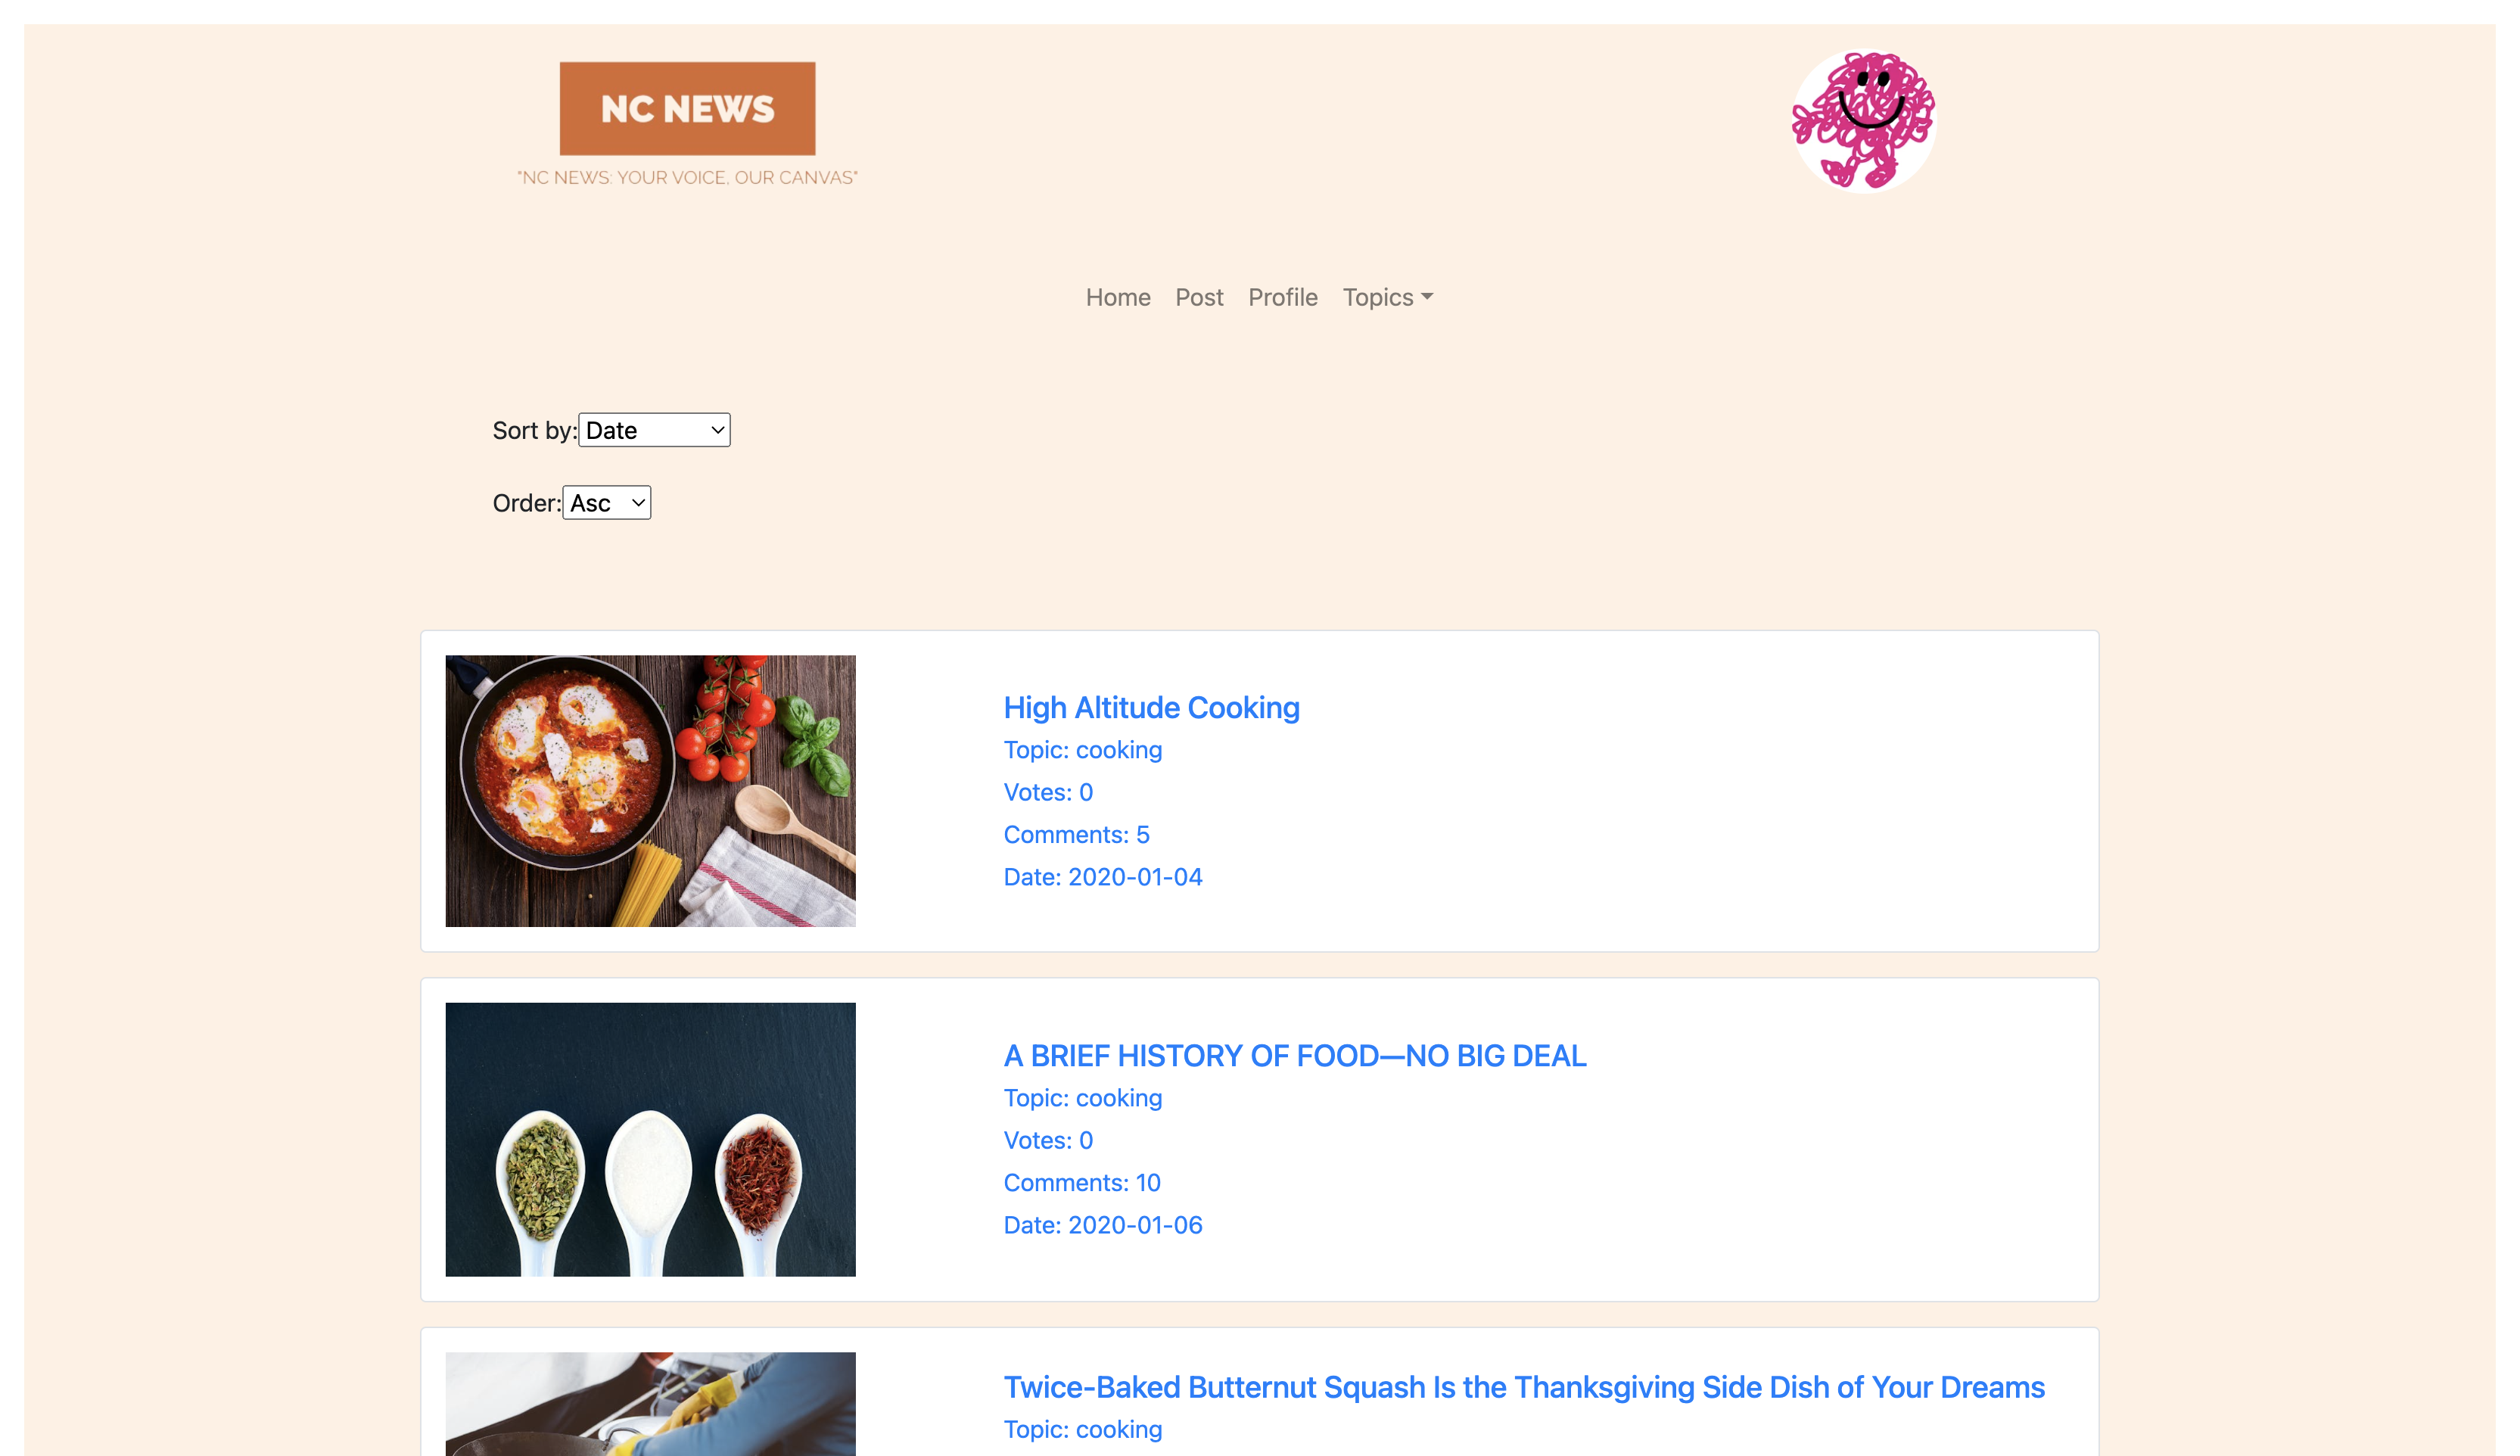 NC NEWS
"NC NEWS: YOUR VOICE, OUR CANVAS"
Home Post Profile Topics
Sort by: Date
Order: Asc
High Altitude Cooking
Topic: cooking
Votes: 0
Comments: 5
Date: 2020-01-04
A BRIEF HISTORY OF FOOD—NO BIG DEAL
Topic: cooking
Votes: 0
Comments: 10
Date: 2020-01-06
Twice-Baked Butternut Squash Is the Thanksgiving Side Dish of Your Dreams
Topic: cooking